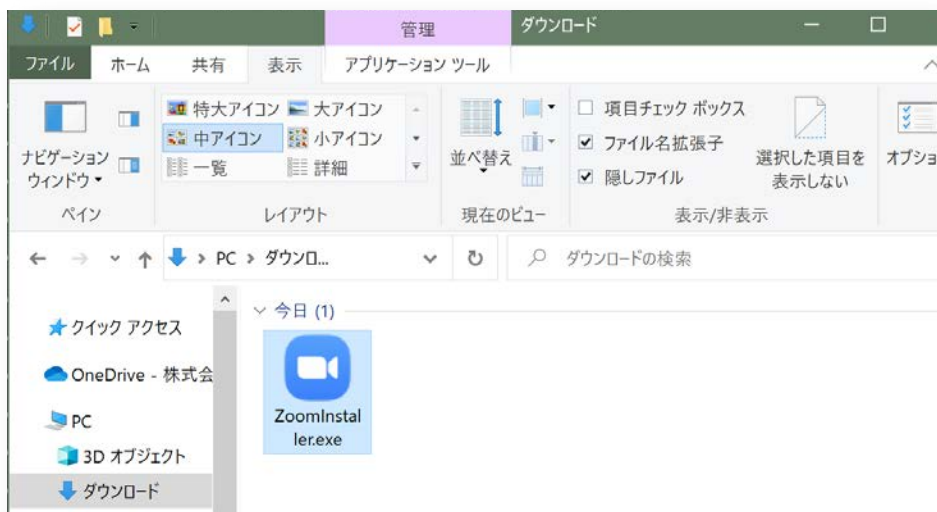 管理
ダウンロード
ファイル
ホーム
共有
表示
アプリケーション ツール
ナビゲーション
ウィンドウ
特大アイコン
大アイコン
中アイコン
小アイコン
一覧
詳細
並べ替え
項目チェック ボックス
ファイル名拡張子
隠しファイル
選択した項目を
表示しない
オプショ
ペイン
レイアウト
現在のビュー
表示/非表示
PC
ダウンロ...
ダウンロードの検索
クイック アクセス
OneDrive - 株式会
PC
3D オブジェクト
ダウンロード
今日 (1)
ZoomInstal
ler.exe